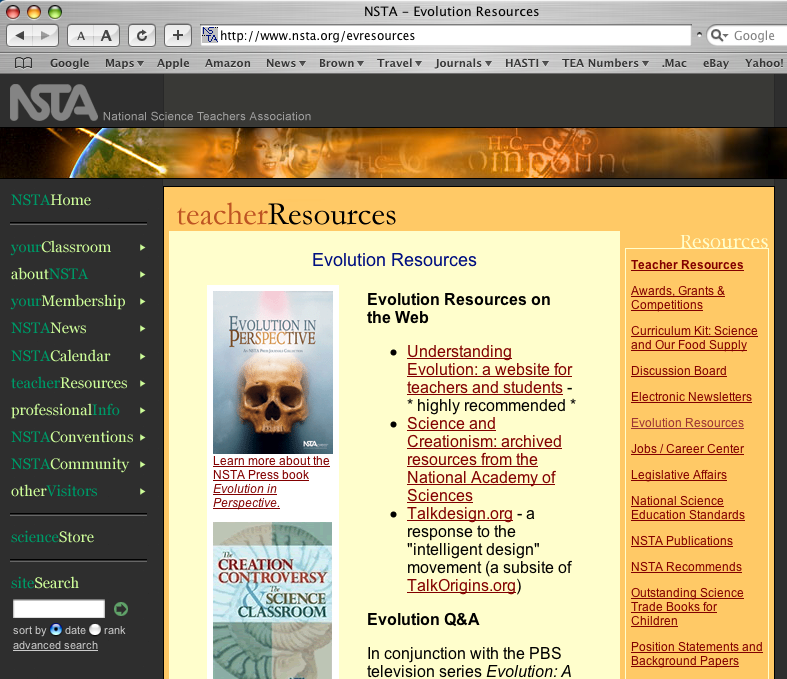 NSTA – Evolution Resources
A A
http://www.nsta.org/evresources
Google
Google Maps Apple Amazon News Brown Travel Journals HASTI TEA Numbers .Mac eBay Yahoo!
NSTA National Science Teachers Association
NSTAHome
yourClassroom
aboutNSTA
yourMembership
NSTANews
NSTACalendar
teacherResources
professionalInfo
NSTAConventions
NSTACommunity
otherVisitors
scienceStore
siteSearch
sort by date rank
advanced search
teacherResources
Evolution Resources
EVOLUTION IN
PERSPECTIVE
AN NSTA PRESS JOURNALS COLLECTION
NSTA
Learn more about the
NSTA Press book
Evolution in
Perspective.
The
CREATION
CONTROVERSY
& The
SCIENCE
CLASSROOM
Evolution Resources on
the Web
• Understanding
Evolution: a website for
teachers and students -
* highly recommended *
• Science and
Creationism: archived
resources from the
National Academy of
Sciences
• Talkdesign.org - a
response to the
"intelligent design"
movement (a subsite of
TalkOrigins.org)
Evolution Q&A
In conjunction with the PBS
television series Evolution: A
Resources
Teacher Resources
Awards, Grants &
Competitions
Curriculum Kit: Science
and Our Food Supply
Discussion Board
Electronic Newsletters
Evolution Resources
Jobs / Career Center
Legislative Affairs
National Science
Education Standards
NSTA Publications
NSTA Recommends
Outstanding Science
Trade Books for
Children
Position Statements and
Background Papers